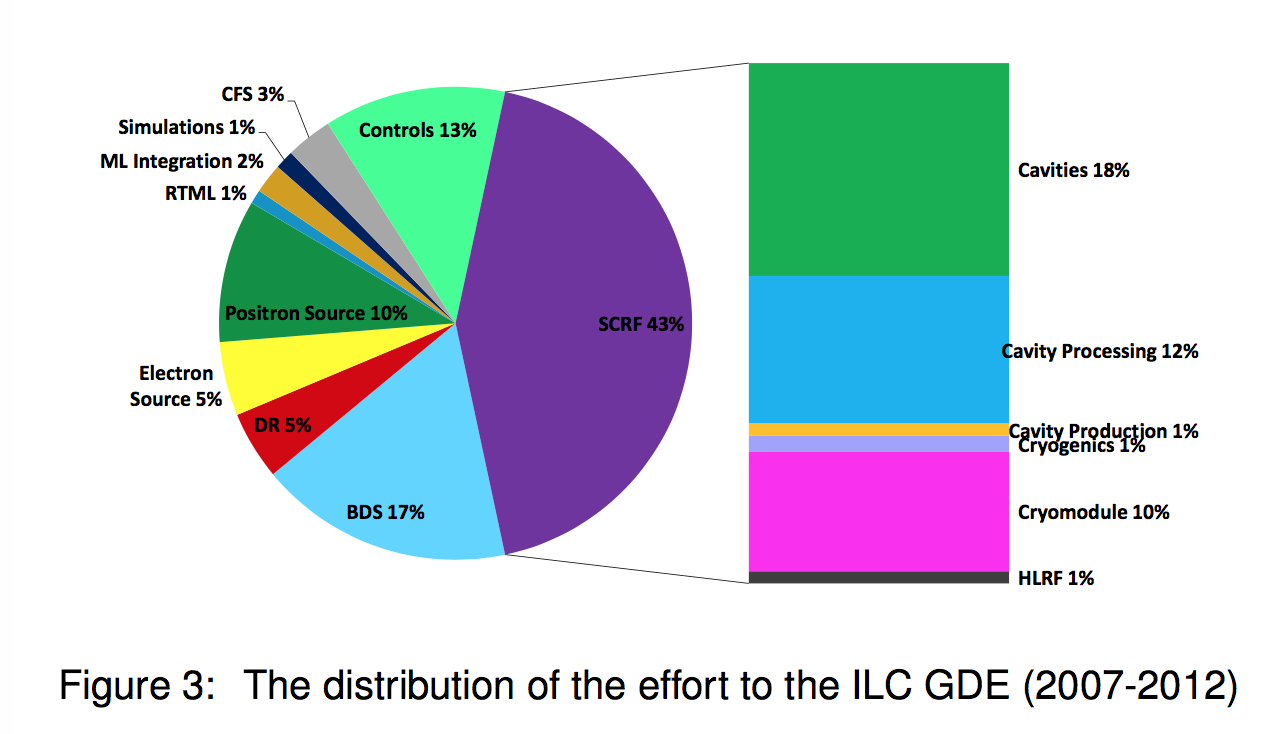 CFS 3%
Controls 13%
Simulations 1%
ML Integration 2%
RTML 1%
Positron Source 10%
SCRF 43%
Electron
Source 5%
DR 5%
BDS 17%
Cavities 18%
Cavity Processing 12%
Cavity Production 1%
Cryogenics 1%
Cryomodule 10%
HLRF 1%
Figure 3: The distribution of the effort to the ILC GDE (2007-2012)